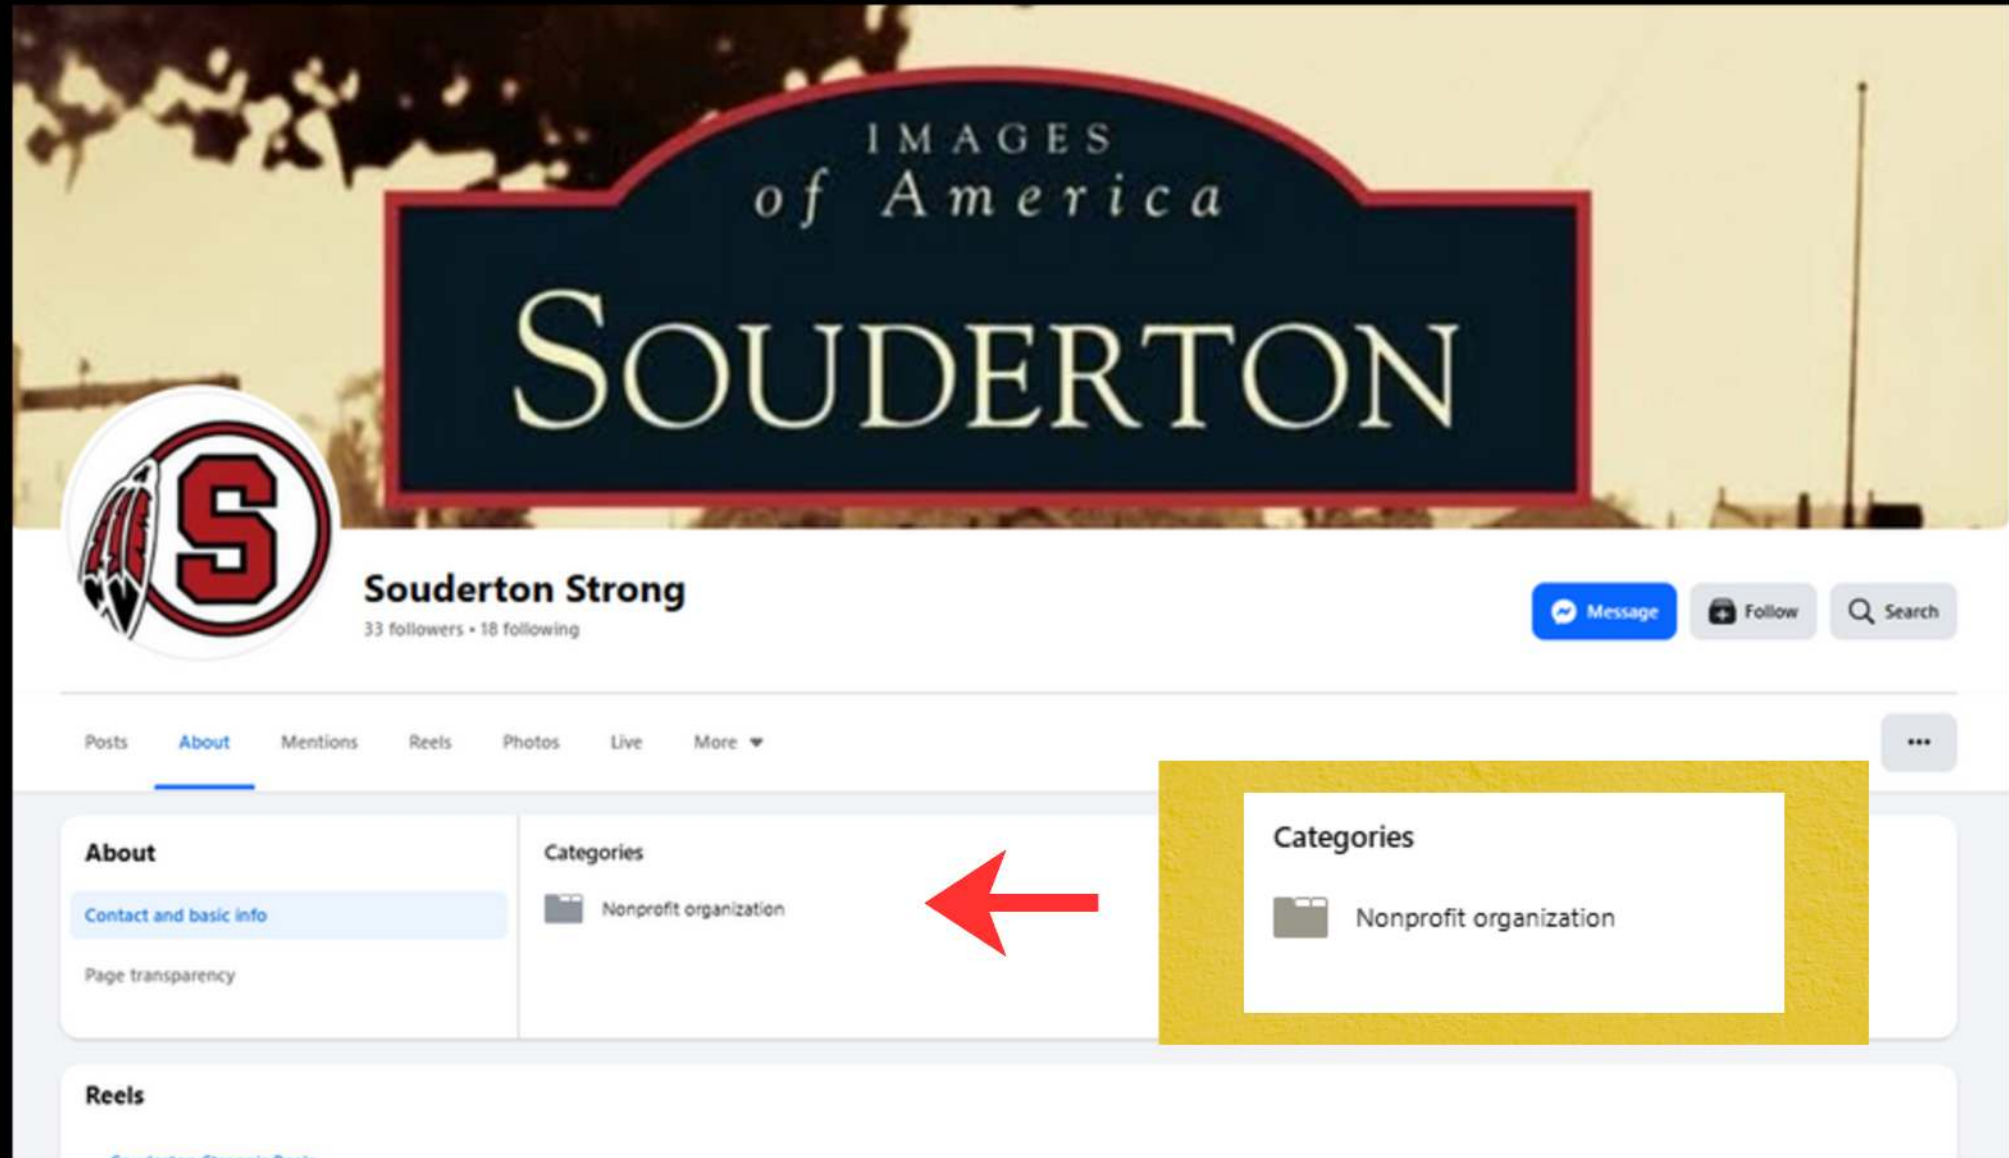 IMAGES
of America
SOUDERTON
S
Souderton Strong
33 followers • 18 following
Message
Follow
Search
Posts
About
Mentions
Reels
Photos
Live
More
About
Contact and basic info
Page transparency
Categories
Nonprofit organization
Categories
Nonprofit organization
Reels